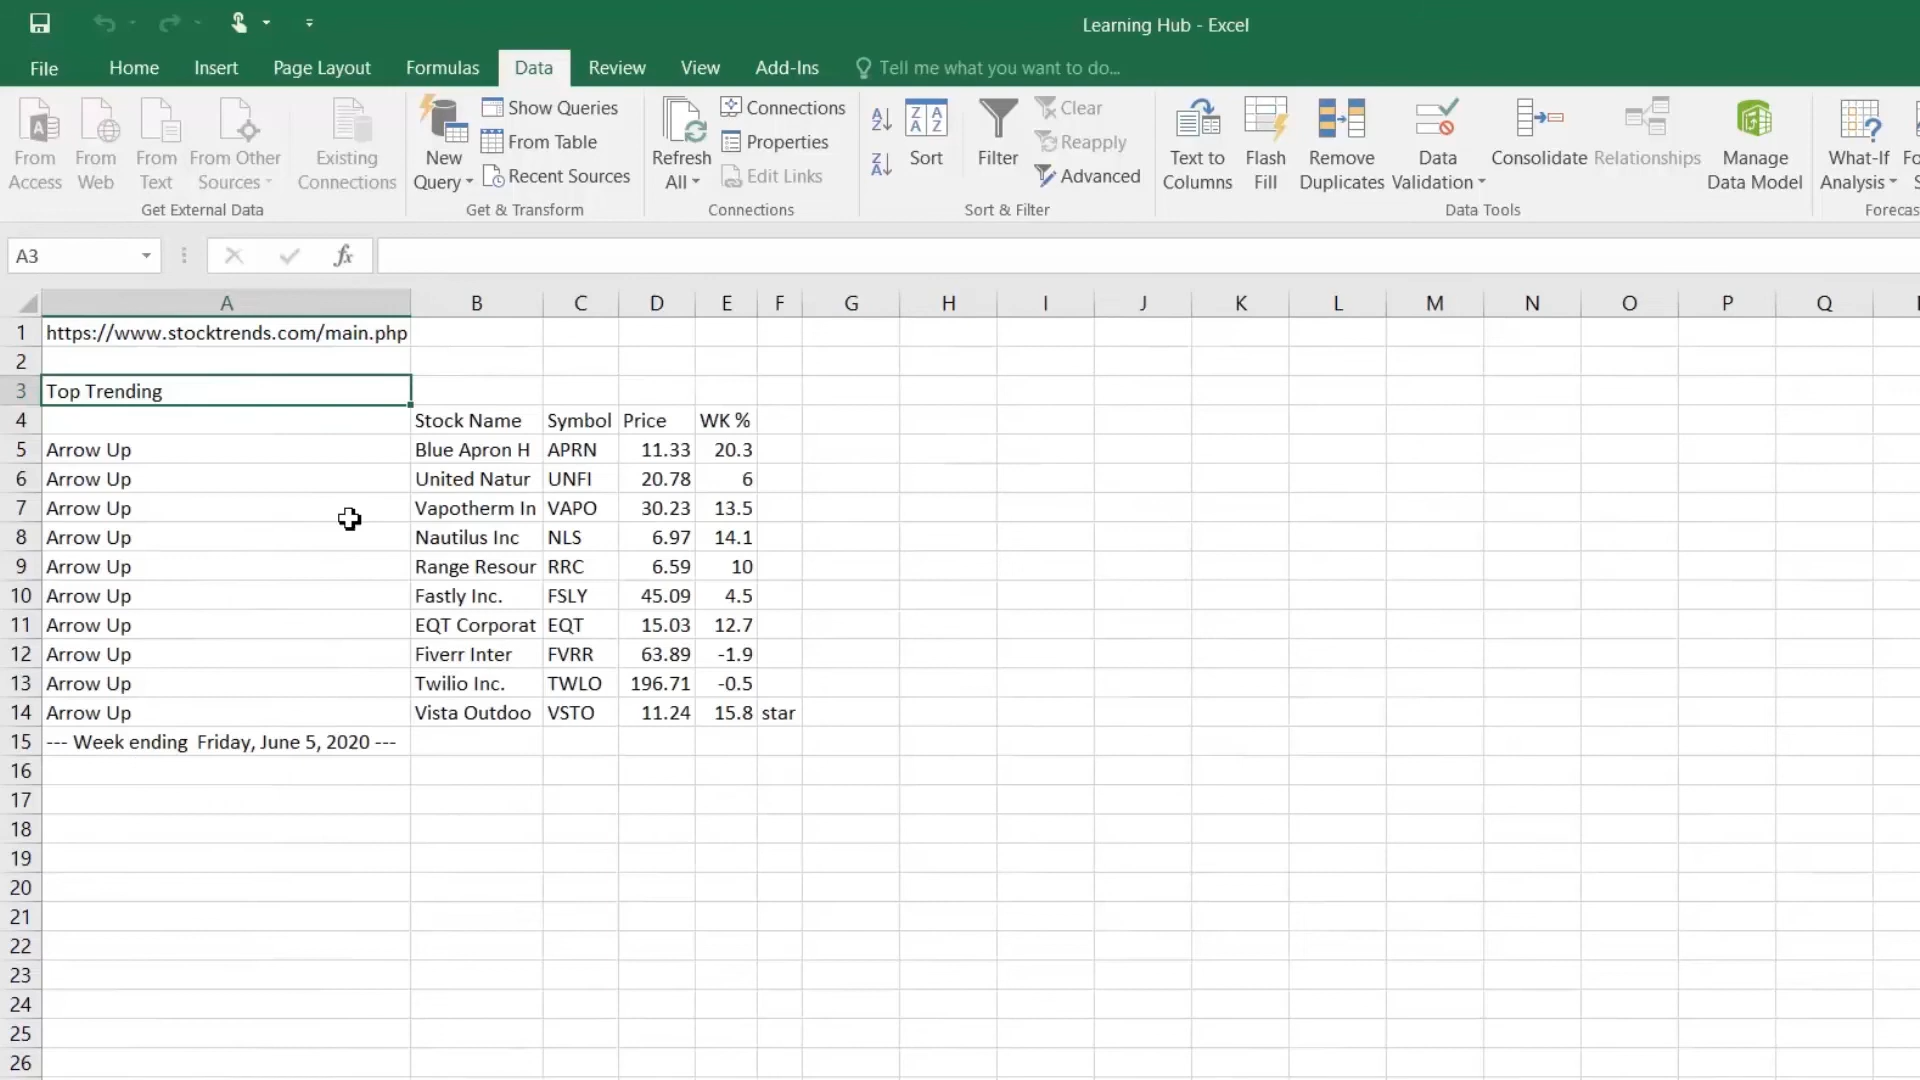 Learning Hub - Excel
File Home Insert Page Layout Formulas Data Review View Add-Ins Tell me what you want to do...
From Access
From Web
From Text
From Other Sources
Existing Connections
Get External Data
New Query
Show Queries
From Table
Recent Sources
Get & Transform
Refresh All
Connections
Properties
Edit Links
Connections
Sort
Filter
Clear
Reapply
Advanced
Sort & Filter
Text to Columns
Flash Fill
Remove Duplicates
Data Validation
Consolidate
Relationships
Manage Data Model
Data Tools
What-If Analysis
A3 fx
A B C D E F G H I J K L M N O P Q
1 https://www.stocktrends.com/main.php
2
3 Top Trending
4 Stock Name Symbol Price WK %
5 Arrow Up Blue Apron H APRN 11.33 20.3
6 Arrow Up United Natur UNFI 20.78 6
7 Arrow Up Vapotherm In VAPO 30.23 13.5
8 Arrow Up Nautilus Inc NLS 6.97 14.1
9 Arrow Up Range Resour RRC 6.59 10
10 Arrow Up Fastly Inc. FSLY 45.09 4.5
11 Arrow Up EQT Corporat EQT 15.03 12.7
12 Arrow Up Fiverr Inter FVRR 63.89 -1.9
13 Arrow Up Twilio Inc. TWLO 196.71 -0.5
14 Arrow Up Vista Outdoo VSTO 11.24 15.8 star
15 --- Week ending Friday, June 5, 2020 ---
16
17
18
19
20
21
22
23
24
25
26